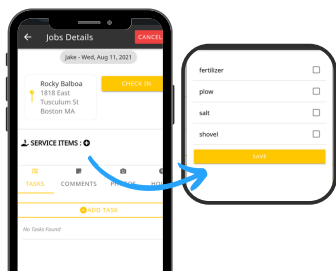 Jobs Details
CANCEL
Jake - Wed, Aug 11, 2021
Rocky Balboa
1818 East
Tusculum St
Boston MA
CHECK IN
SERVICE ITEMS :
TASKS
COMMENTS
ADD TASK
No Tasks Found
fertilizer
plow
salt
shovel
SAVE